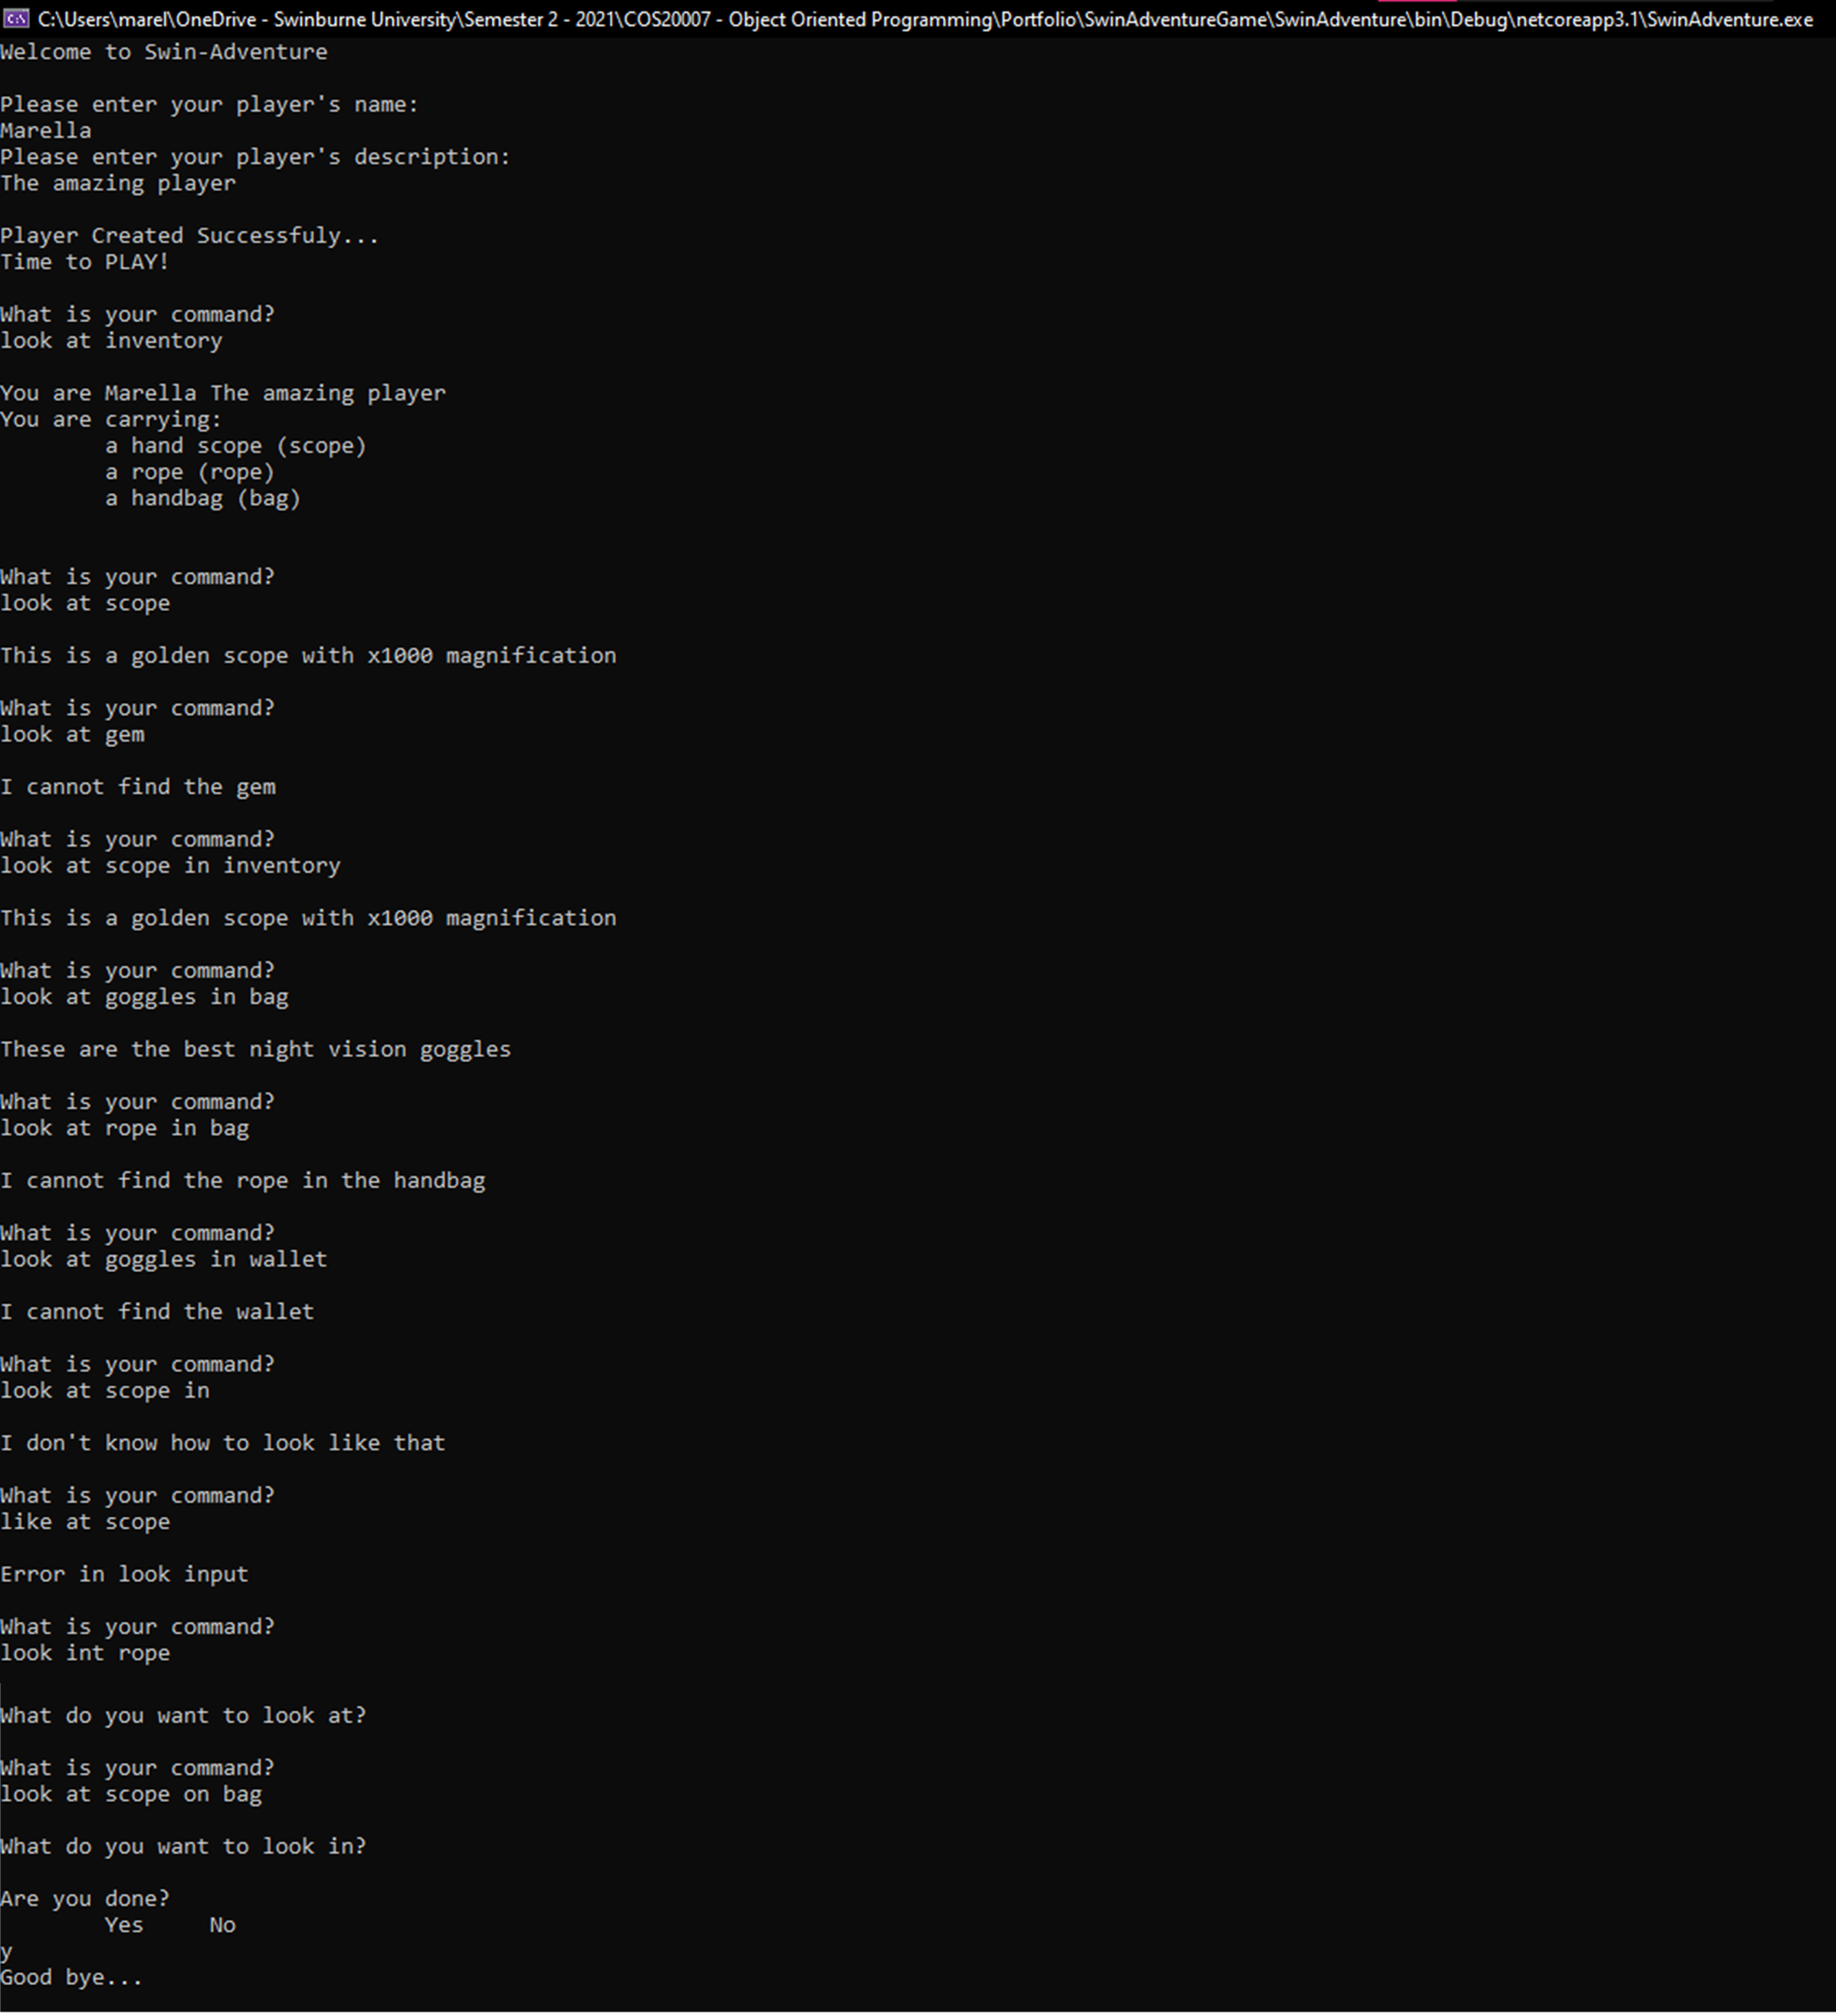 C:\Users\marel\OneDrive - Swinburne University\Semester 2 - 2021\COS20007 - Object Oriented Programming\Portfolio\SwinAdventureGame\SwinAdventure\bin\Debug\netcoreapp3.1\SwinAdventure.exe
Welcome to Swin-Adventure
Please enter your player's name:
Marella
Please enter your player's description:
The amazing player
Player Created Successfuly...
Time to PLAY!
What is your command?
look at inventory
You are Marella The amazing player
You are carrying:
a hand scope (scope)
a rope (rope)
a handbag (bag)
What is your command?
look at scope
This is a golden scope with x1000 magnification
What is your command?
look at gem
I cannot find the gem
What is your command?
look at scope in inventory
This is a golden scope with x1000 magnification
What is your command?
look at goggles in bag
These are the best night vision goggles
What is your command?
look at rope in bag
I cannot find the rope in the handbag
What is your command?
look at goggles in wallet
I cannot find the wallet
What is your command?
look at scope in
I don't know how to look like that
What is your command?
like at scope
Error in look input
What is your command?
look int rope
What do you want to look at?
What is your command?
look at scope on bag
What do you want to look in?
Are you done?
Yes No
y
Good bye...